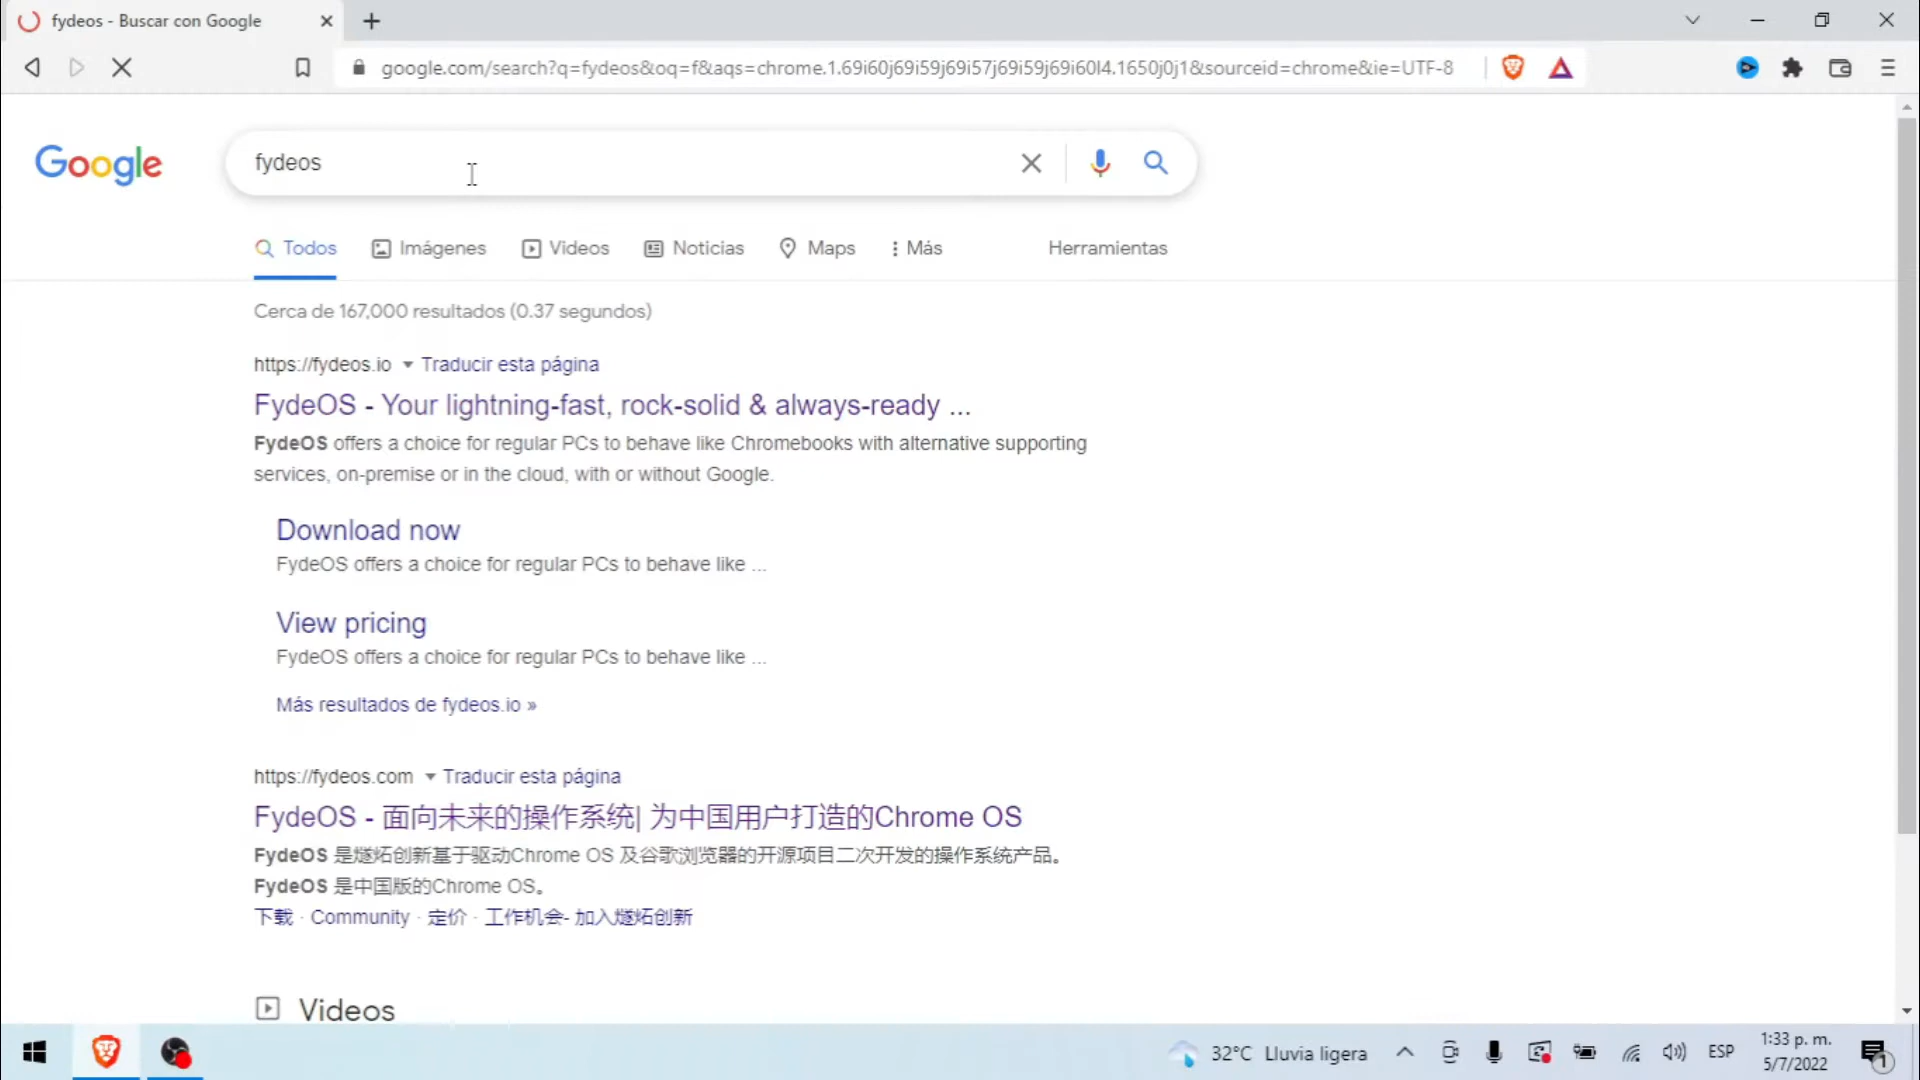 fydeos - Buscar con Google
google.com/search?q=fydeos&oq=f&aqs=chrome.1.69i60j69i59j69i57j69i59j69i60l4.1650j0j1&sourceid=chrome&ie=UTF-8
Google
fydeos
Todos Imágenes Videos Noticias Maps Más Herramientas
Cerca de 167,000 resultados (0.37 segundos)
https://fydeos.io Traducir esta página
FydeOS - Your lightning-fast, rock-solid & always-ready ...
FydeOS offers a choice for regular PCs to behave like Chromebooks with alternative supporting
services, on-premise or in the cloud, with or without Google.
Download now
FydeOS offers a choice for regular PCs to behave like ...
View pricing
FydeOS offers a choice for regular PCs to behave like ...
Más resultados de fydeos.io »
https://fydeos.com Traducir esta página
FydeOS - 面向未来的操作系统| 为中国用户打造的Chrome OS
FydeOS 是燧炻创新基于驱动Chrome OS 及谷歌浏览器的开源项目二次开发的操作系统产品。
FydeOS 是中国版的Chrome OS。
下载 · Community · 定价 · 工作机会- 加入燧炻创新
Videos
32°C Lluvia ligera ESP 1:33 p. m.
5/7/2022
1